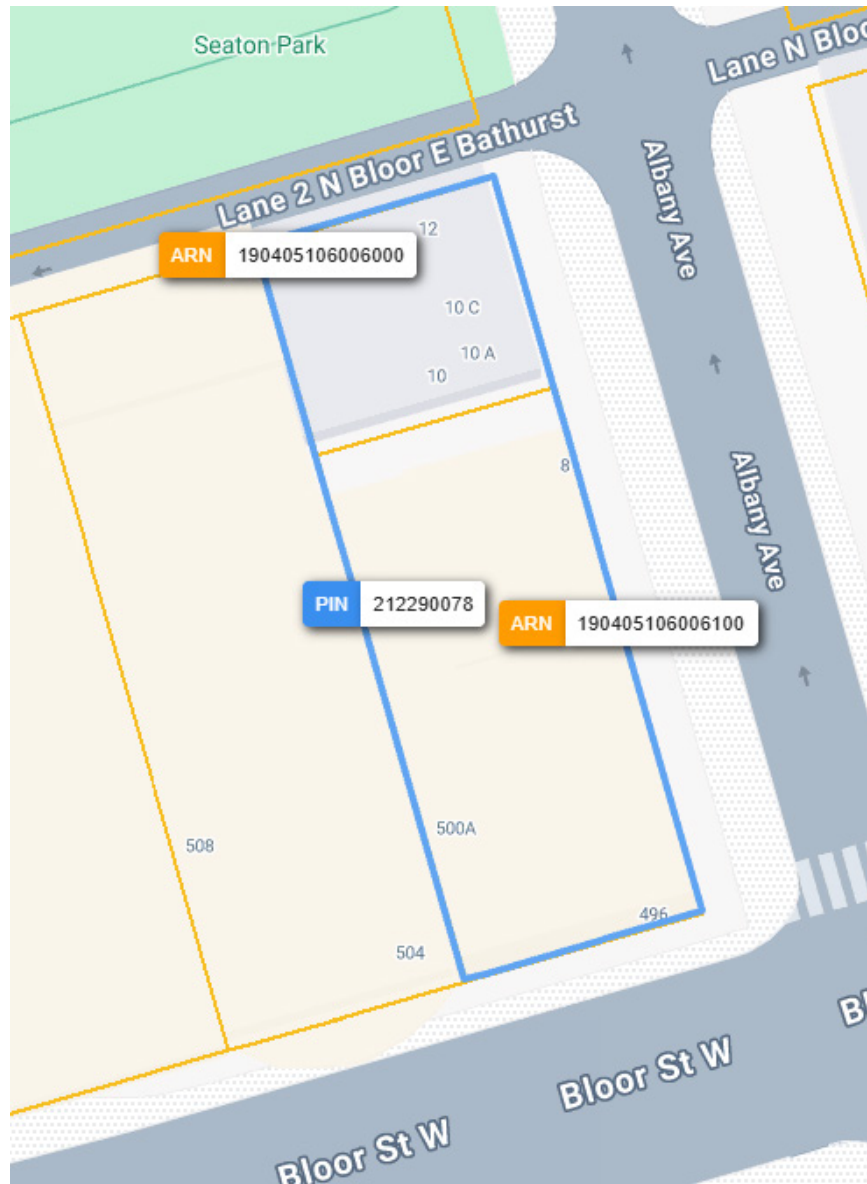 Seaton Park
Lane N Bloo
Lane 2 N Bloor E Bathurst
Albany Ave
12
ARN 190405106006000
10 C
10 A
10
8
Albany Ave
PIN 212290078
ARN 190405106006100
500A
508
496
504
Bl
Bloor St W
Bloor St W